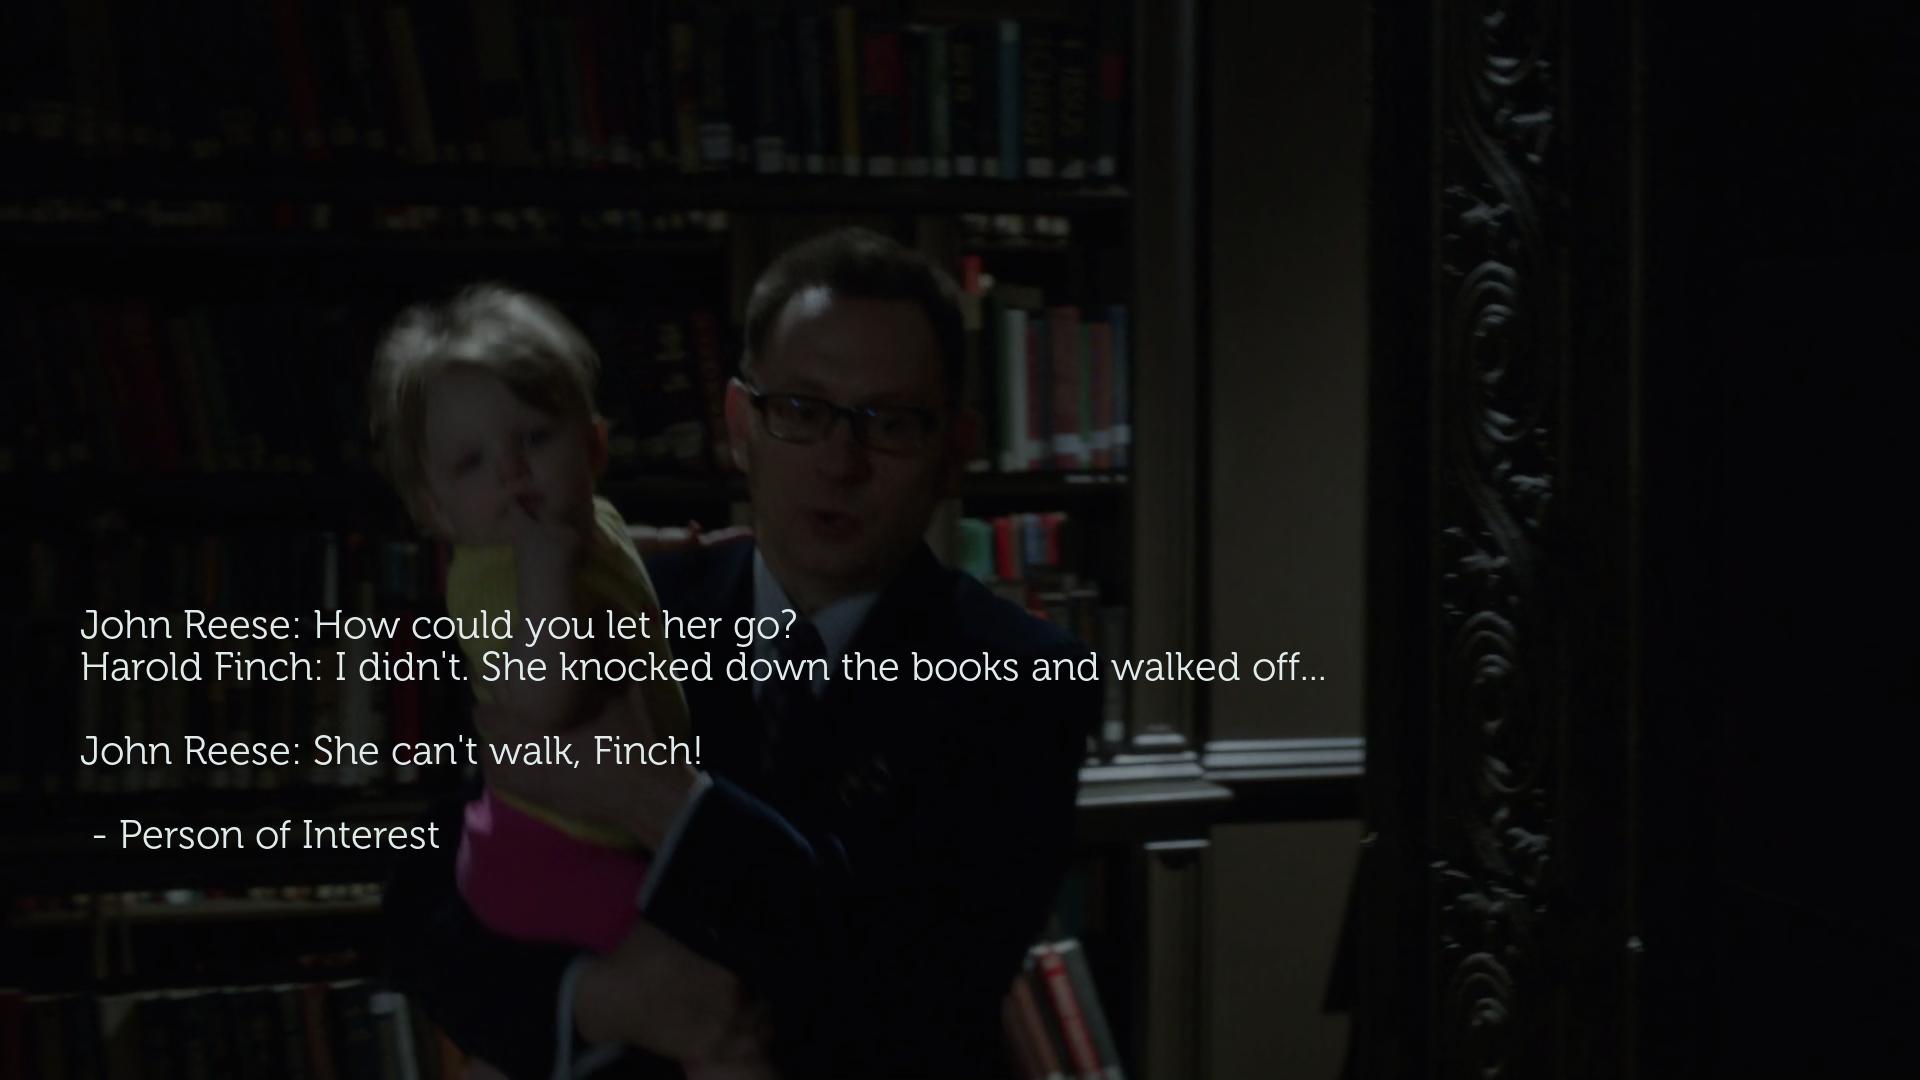 John Reese: How could you let her go?
Harold Finch: I didn't. She knocked down the books and walked off...
John Reese: She can't walk, Finch!
- Person of Interest